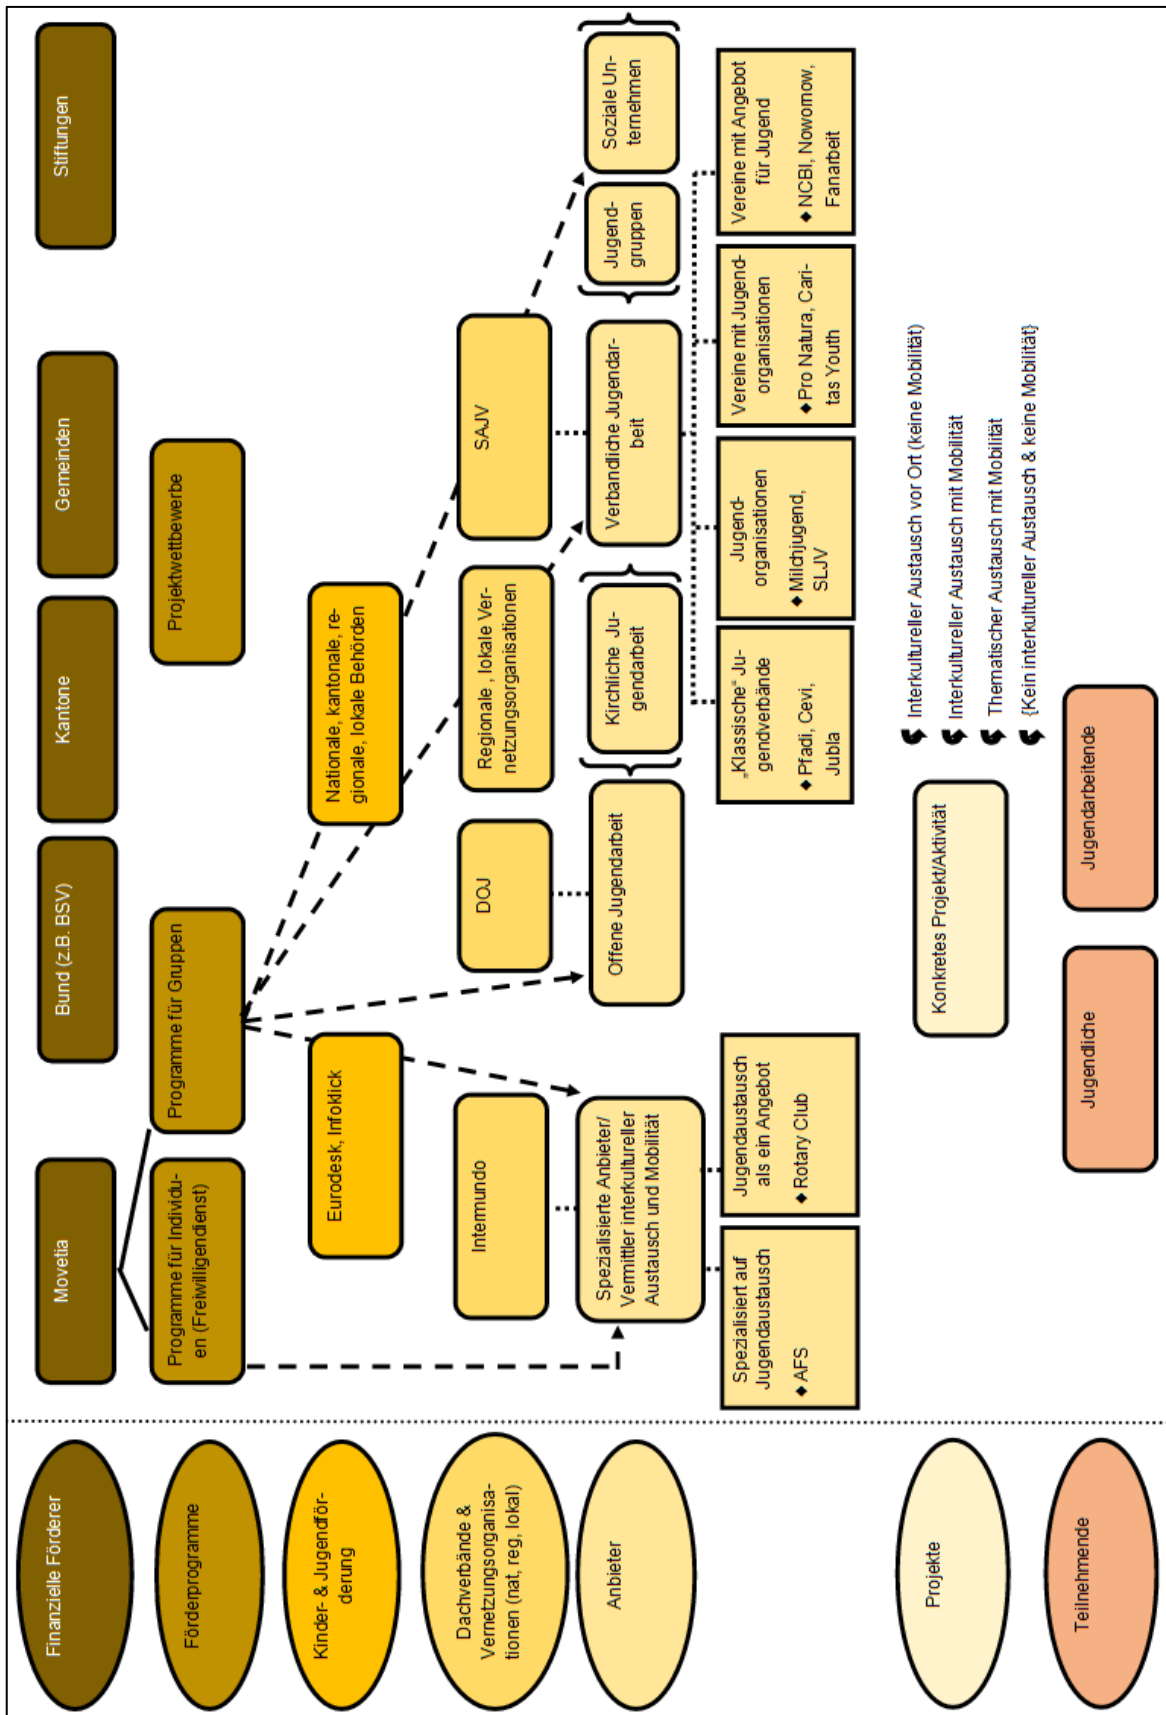 Finanzielle Förderer
Movetia
Bund (z.B. BSV)
Kantone
Gemeinden
Stiftungen
Förderprogramme
Programme für Individu-
en (Freiwilligendienst)
Programme für Gruppen
Projektwettbewerbe
Kinder- & Jugendför-
derung
Eurodesk, Infoklick
Nationale, kantonale, re-
gionale, lokale Behörden
Dachverbände &
Vernetzungsorganisa-
tionen (nat, reg, lokal)
Intermundo
DOJ
Regionale , lokale Ver-
netzungsorganisationen
SAJV
Anbieter
Spezialisierte Anbieter/
Vermittler interkultureller
Austausch und Mobilität
Offene Jugendarbeit
Kirchliche Ju-
gendarbeit
Verbandliche Jugendar-
beit
Jugend-
gruppen
Soziale Un-
ternehmen
Spezialisiert auf
Jugendaustausch
◆ AFS
Jugendaustausch
als ein Angebot
◆ Rotary Club
„Klassische“ Ju-
gendverbände
◆ Pfadi, Cevi,
Jubla
Jugend-
organisationen
◆ Milchjugend,
SLJV
Vereine mit Jugend-
organisationen
◆ Pro Natura, Cari-
tas Youth
Vereine mit Angebot
für Jugend
◆ NCBI, Nowomow,
Fanarbeit
Projekte
Konkretes Projekt/Aktivität
Interkultureller Austausch vor Ort (keine Mobilität)
Interkultureller Austausch mit Mobilität
Thematischer Austausch mit Mobilität
{Kein interkultureller Austausch & keine Mobilität}
Teilnehmende
Jugendliche
Jugendarbeitende